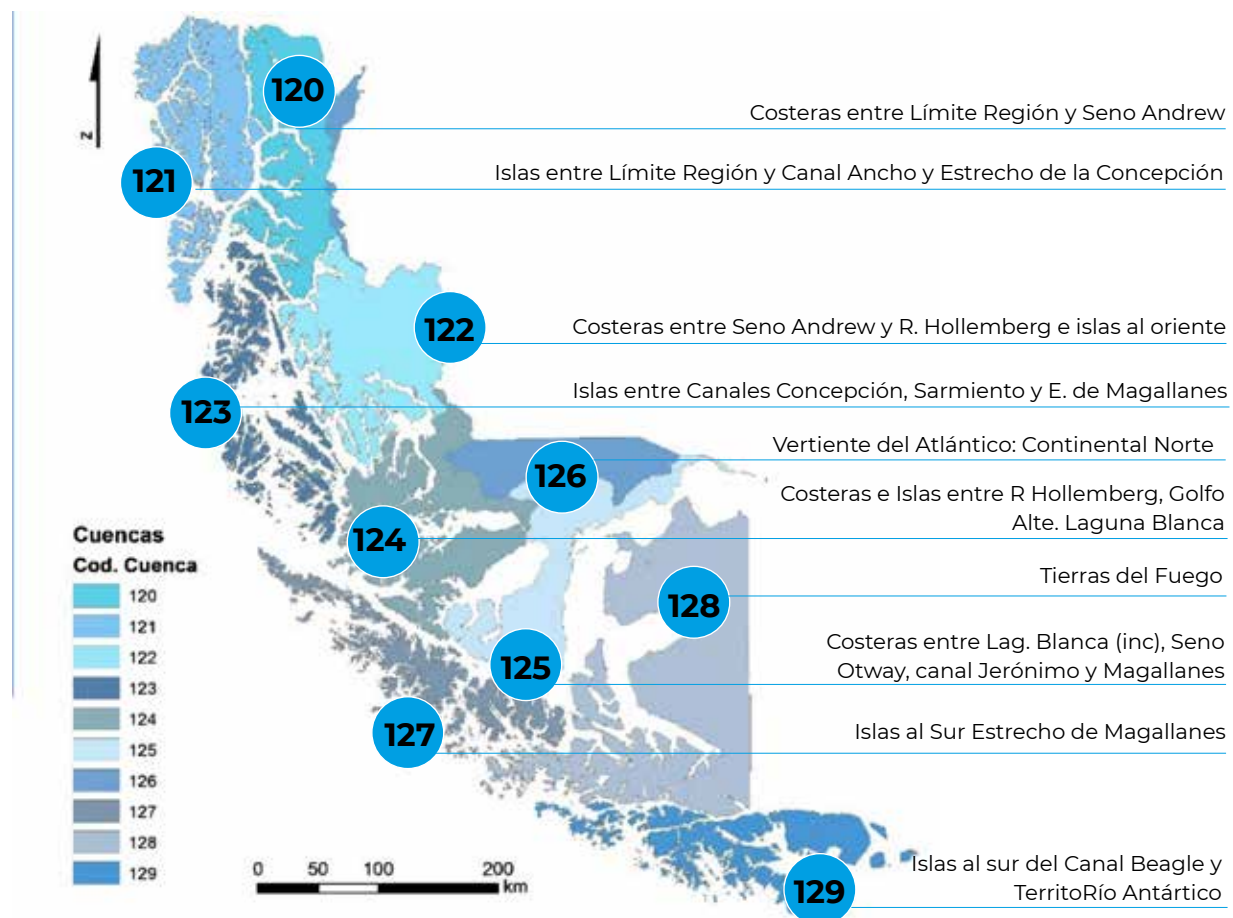 N
120
Costeras entre Límite Región y Seno Andrew
121
Islas entre Límite Región y Canal Ancho y Estrecho de la Concepción
122
Costeras entre Seno Andrew y R. Hollemberg e islas al oriente
123
Islas entre Canales Concepción, Sarmiento y E. de Magallanes
126
Vertiente del Atlántico: Continental Norte
124
Costeras e Islas entre R Hollemberg, Golfo
Alte. Laguna Blanca
128
Tierras del Fuego
125
Costeras entre Lag. Blanca (inc), Seno
Otway, canal Jerónimo y Magallanes
127
Islas al Sur Estrecho de Magallanes
129
Islas al sur del Canal Beagle y
TerritoRío Antártico
Cuencas
Cod. Cuenca
120
121
122
123
124
125
126
127
128
129
0 50 100 200
km